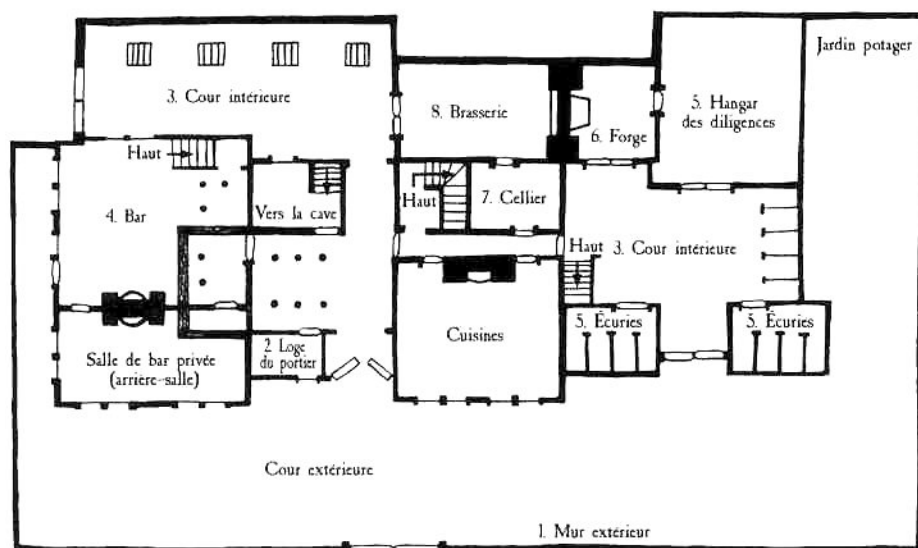 Jardin potager
3. Cour intérieure
8. Brasserie
5. Hangar
des diligences
6. Forge
Haut
Haut
7. Cellier
Vers la cave
4. Bar
3. Cour intérieure
Haut
Cuisines
5. Écuries
5. Écuries
2. Loge
du portier
Salle de bar privée
(arrière-salle)
Cour extérieure
1. Mur extérieur